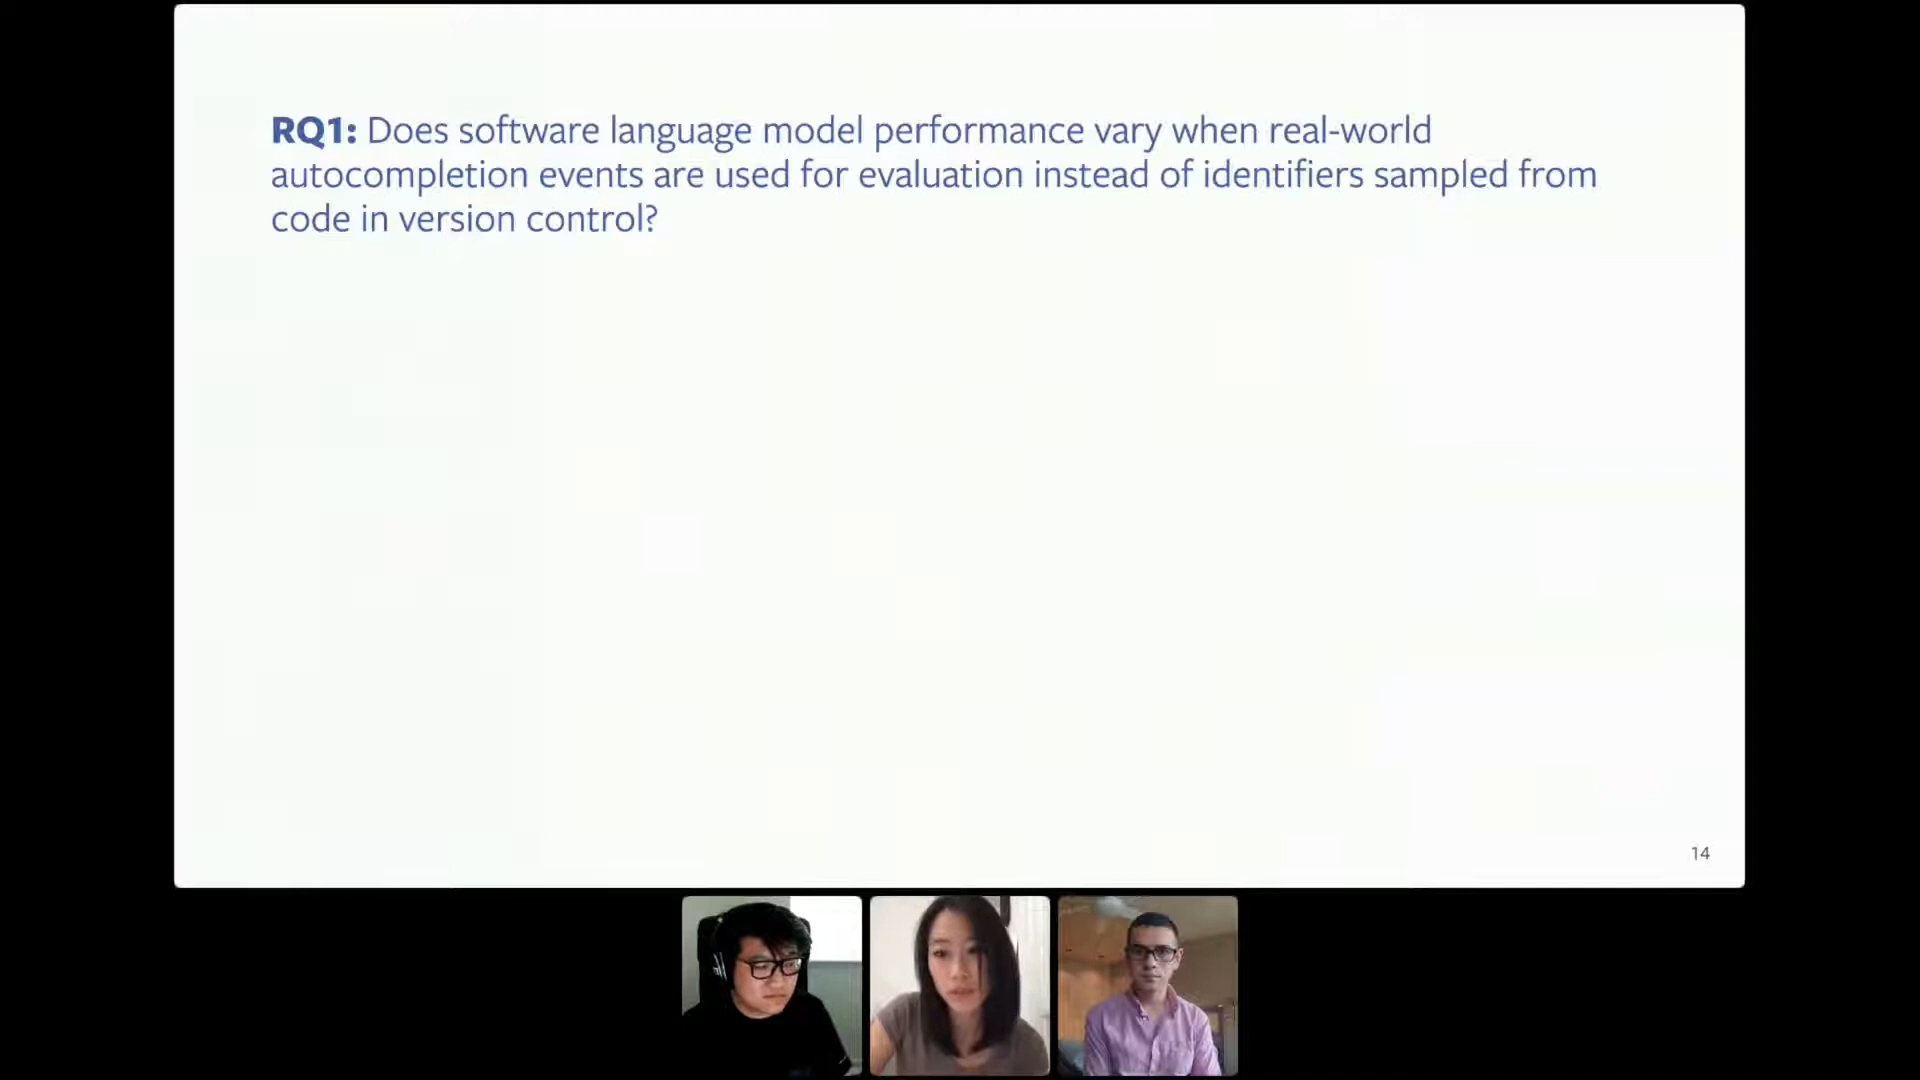 RQ1: Does software language model performance vary when real-world
autocompletion events are used for evaluation instead of identifiers sampled from
code in version control?
14